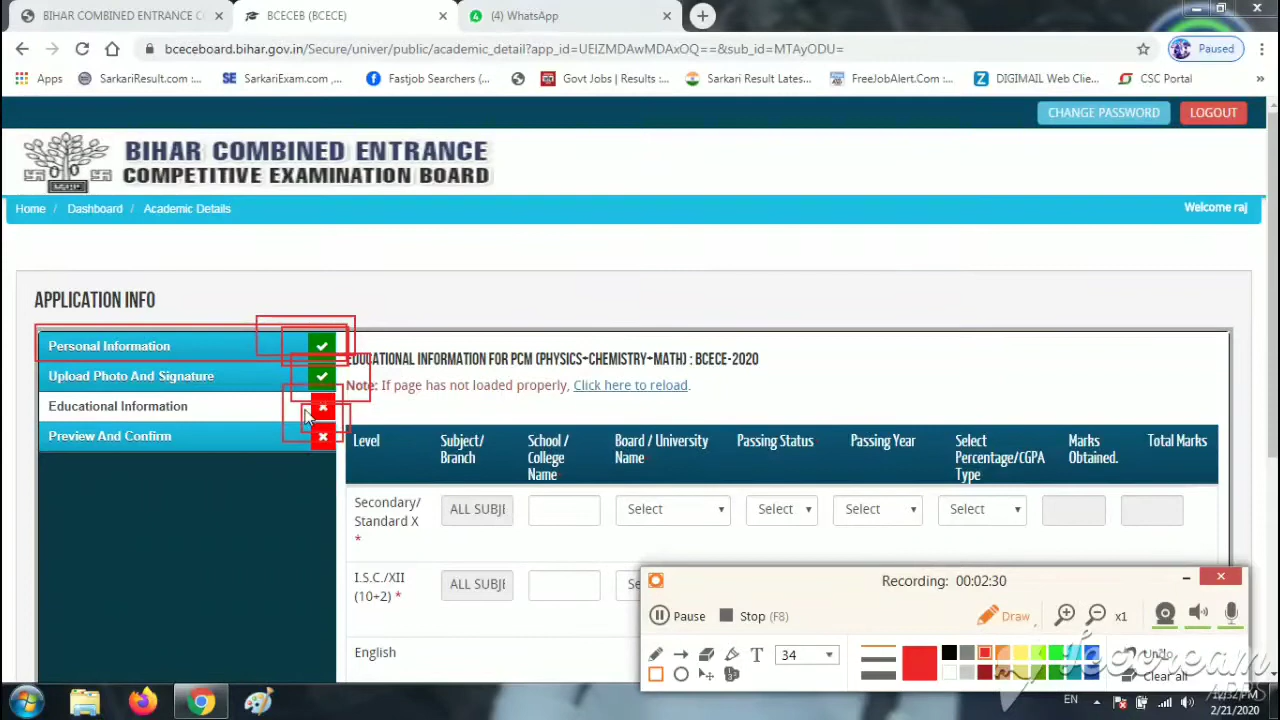 BIHAR COMBINED ENTRANCE C
BCECEB (BCECE)
(4) WhatsApp
bceceboard.bihar.gov.in/Secure/univer/public/academic_detail?app_id=UEIZMDAwMDAxOQ==&sub_id=MTAyODU=
Paused
Apps
SarkariResult.com :...
SarkariExam.com ,...
Fastjob Searchers (...
Govt Jobs | Results :...
Sarkari Result Lates...
FreeJobAlert.Com :...
DIGIMAIL Web Clie...
CSC Portal
»
CHANGE PASSWORD
LOGOUT
BIHAR COMBINED ENTRANCE
COMPETITIVE EXAMINATION BOARD
Home / Dashboard / Academic Details
Welcome raj
APPLICATION INFO
Personal Information
Upload Photo And Signature
Educational Information
Preview And Confirm
EDUCATIONAL INFORMATION FOR PCM (PHYSICS+CHEMISTRY+MATH) : BCECE-2020
Note: If page has not loaded properly, Click here to reload.
Level
Subject/
Branch
School /
College
Name
Board / University
Name
Passing Status
Passing Year
Select
Percentage/CGPA
Type
Marks
Obtained.
Total Marks
Secondary/
Standard X
*
ALL SUBJE
Select
Select
Select
Select
I.S.C./XII
(10+2) *
ALL SUBJE
Se
English
Recording: 00:02:30
Pause
Stop (F8)
Draw
x1
T
34
Undo
Clear all
Icecream
APPS
EN
2/21/2020